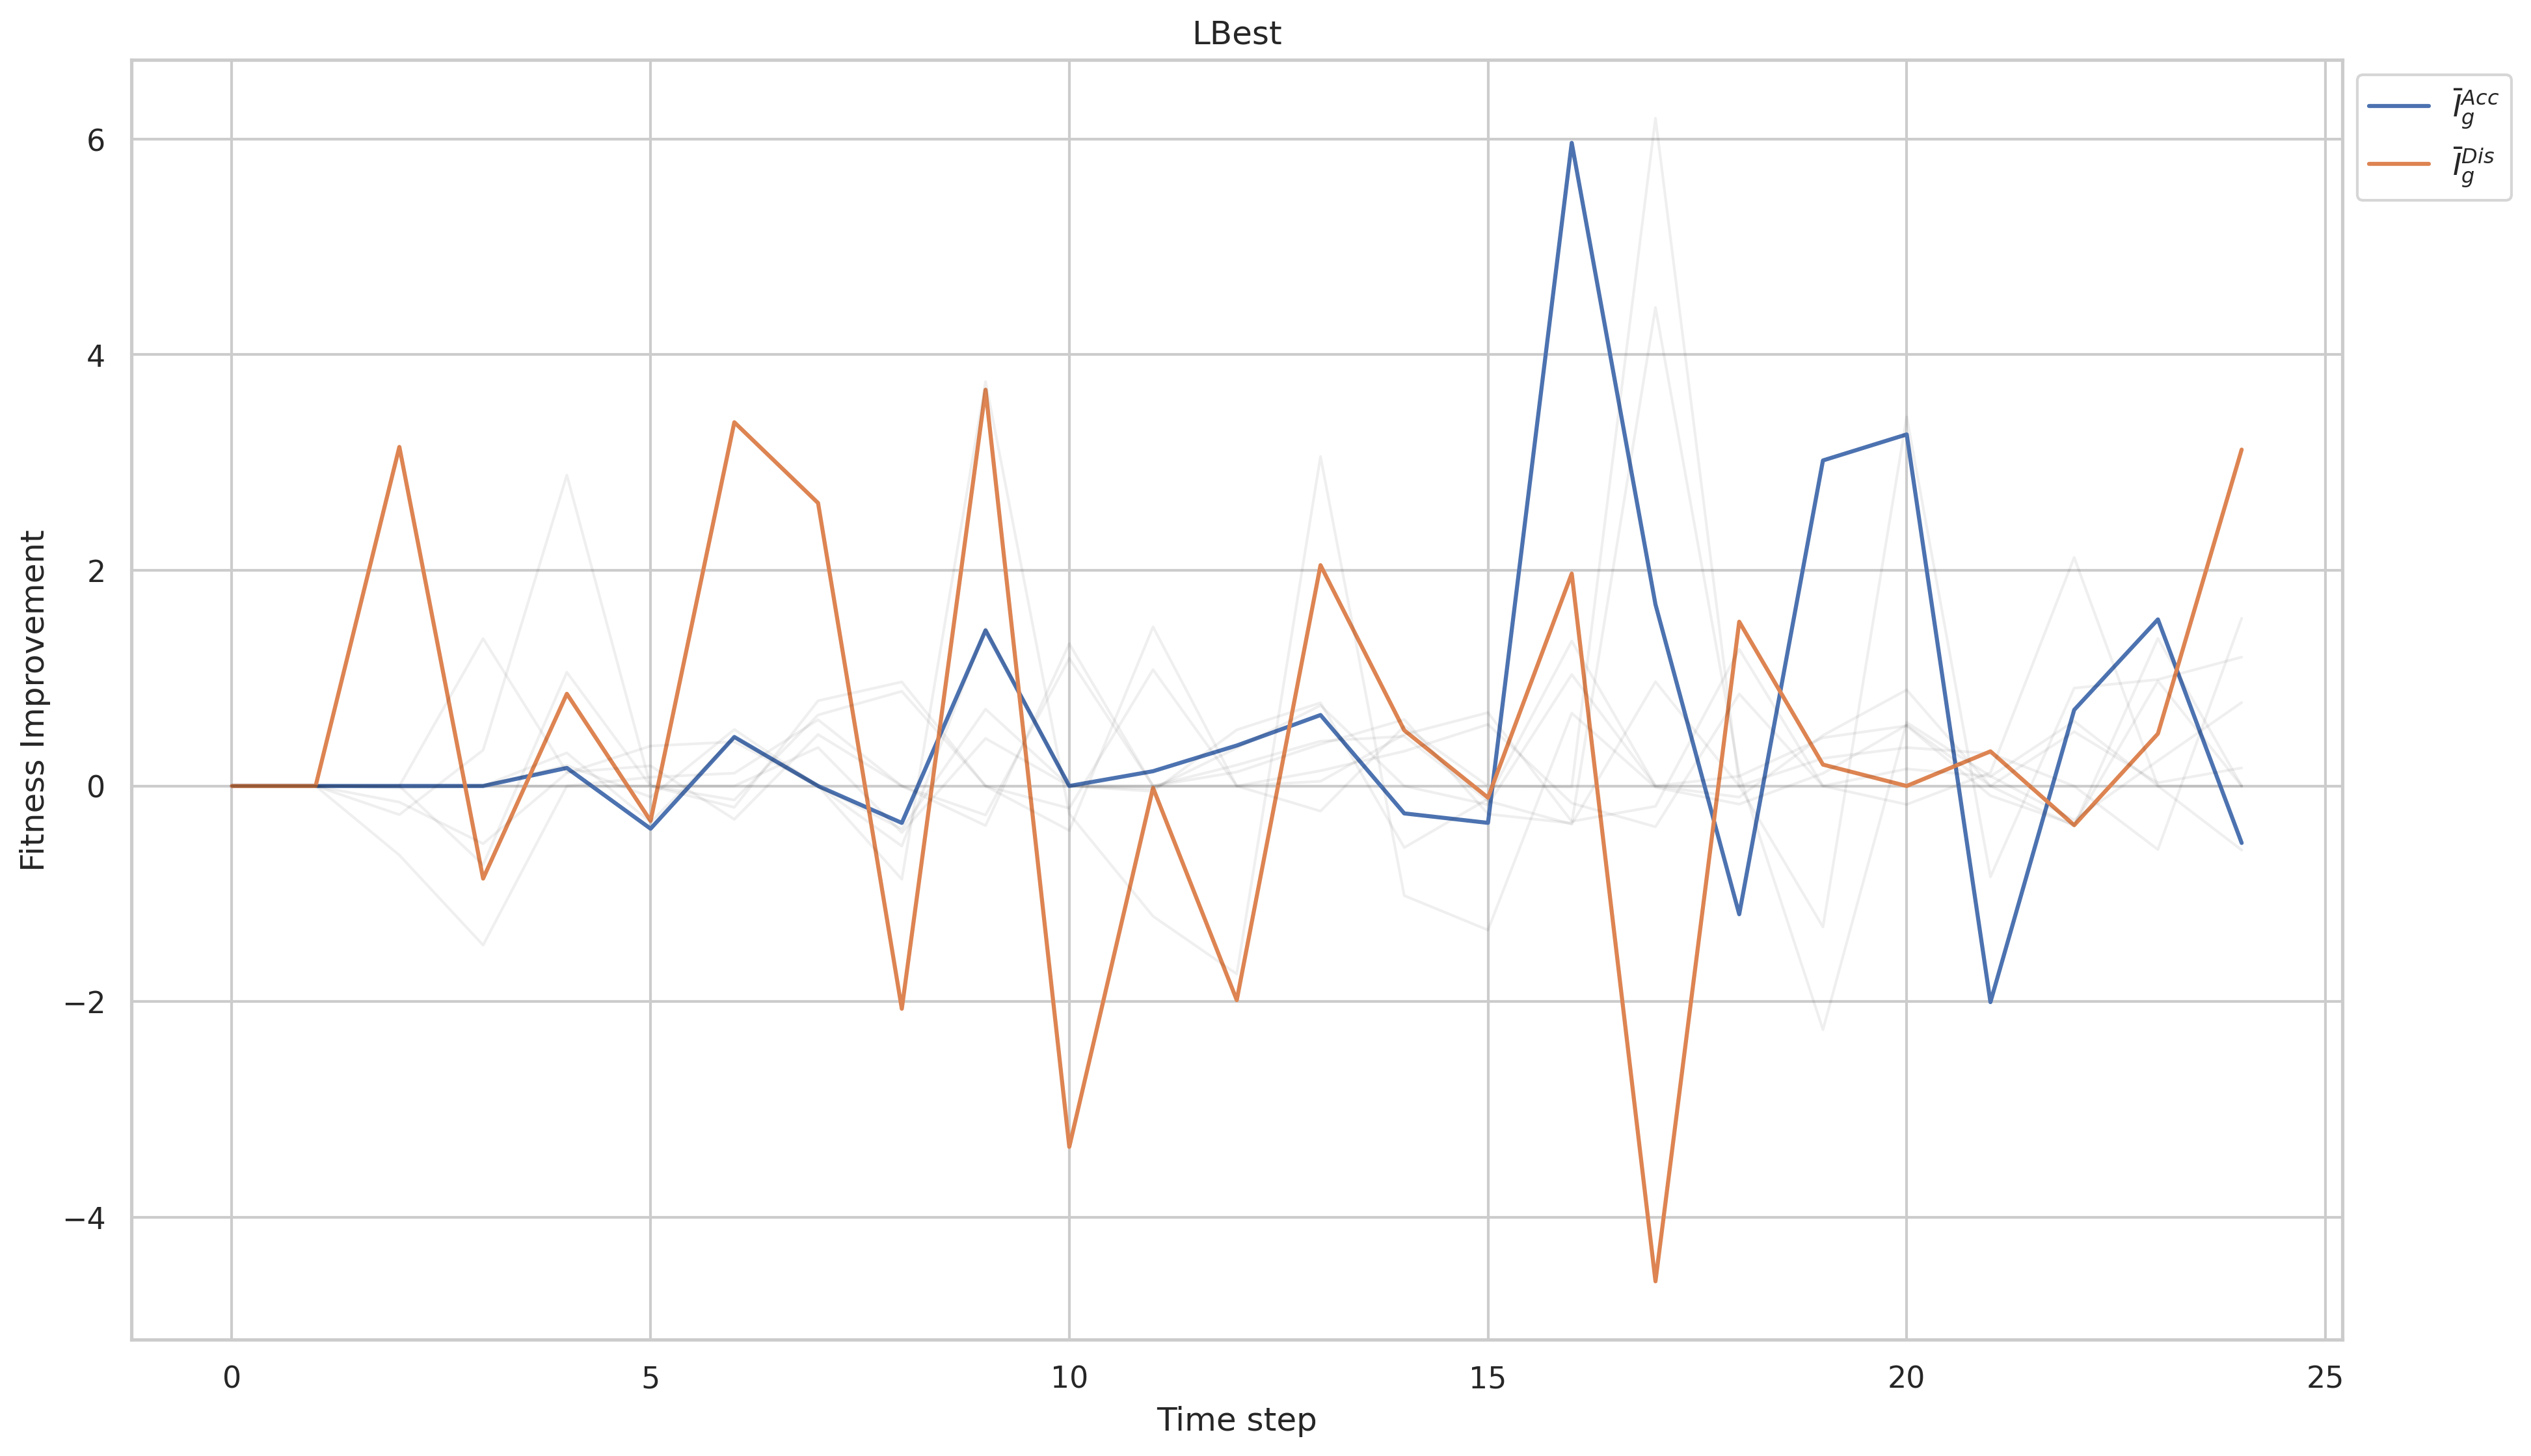 LBest
Fitness Improvement
6
4
2
0
−2
−4
0 5 10 15 20 25
Time step
Ī_g^{Acc}
Ī_g^{Dis}